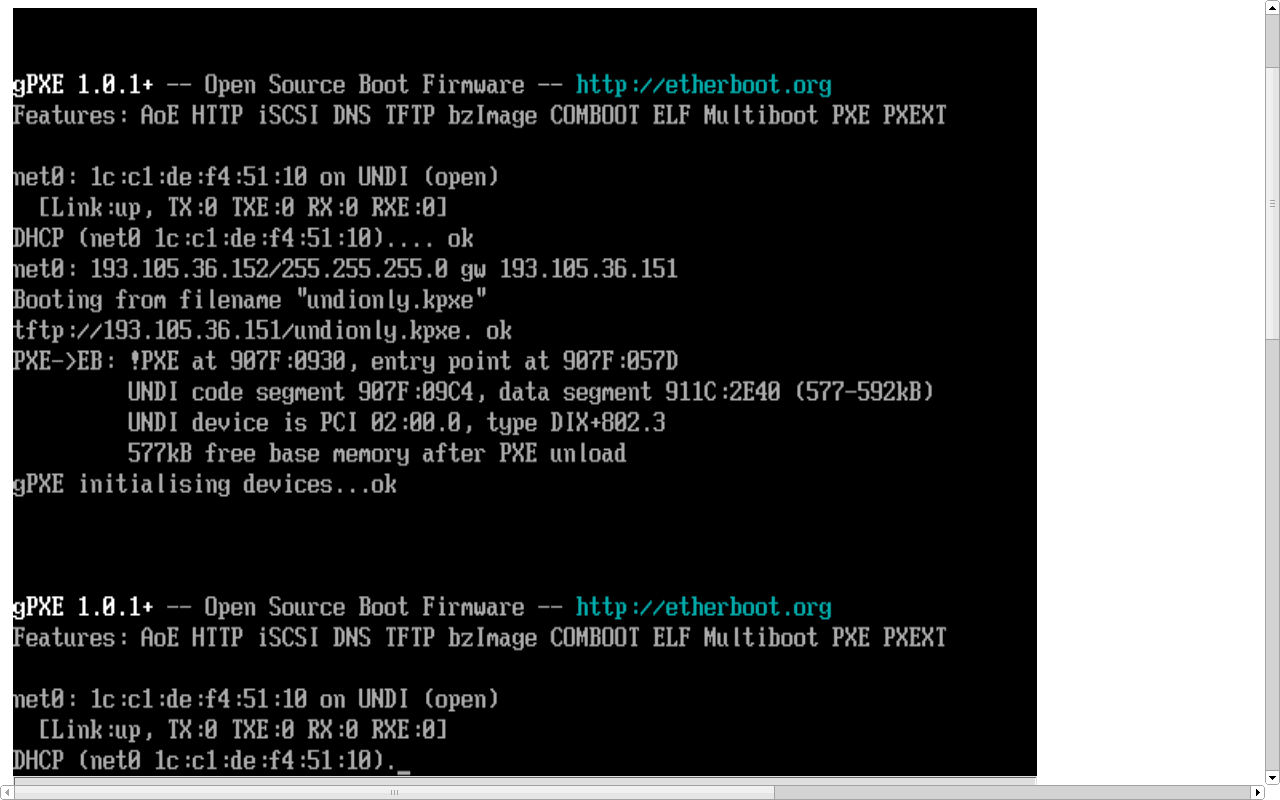 gPXE 1.0.1+ -- Open Source Boot Firmware -- http://etherboot.org
Features: AoE HTTP iSCSI DNS TFTP bzImage COMBOOT ELF Multiboot PXE PXEXT
net0: 1c:c1:de:f4:51:10 on UNDI (open)
[Link:up, TX:0 TXE:0 RX:0 RXE:0]
DHCP (net0 1c:c1:de:f4:51:10).... ok
net0: 193.105.36.152/255.255.255.0 gw 193.105.36.151
Booting from filename "undionly.kpxe"
tftp://193.105.36.151/undionly.kpxe. ok
PXE->EB: !PXE at 907F:0930, entry point at 907F:057D
UNDI code segment 907F:09C4, data segment 911C:2E40 (577-592kB)
UNDI device is PCI 02:00.0, type DIX+802.3
577kB free base memory after PXE unload
gPXE initialising devices...ok
gPXE 1.0.1+ -- Open Source Boot Firmware -- http://etherboot.org
Features: AoE HTTP iSCSI DNS TFTP bzImage COMBOOT ELF Multiboot PXE PXEXT
net0: 1c:c1:de:f4:51:10 on UNDI (open)
[Link:up, TX:0 TXE:0 RX:0 RXE:0]
DHCP (net0 1c:c1:de:f4:51:10)._